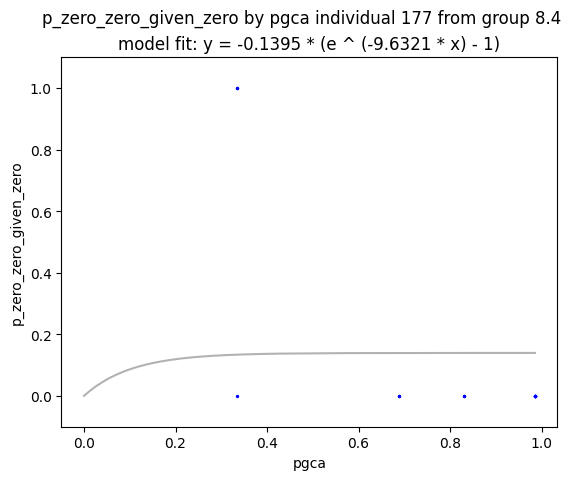 p_zero_zero_given_zero by pgca individual 177 from group 8.4
model fit: y = -0.1395 * (e ^ (-9.6321 * x) - 1)
1.0
0.8
0.6
0.4
0.2
0.0
p_zero_zero_given_zero
0.0 0.2 0.4 0.6 0.8 1.0
pgca